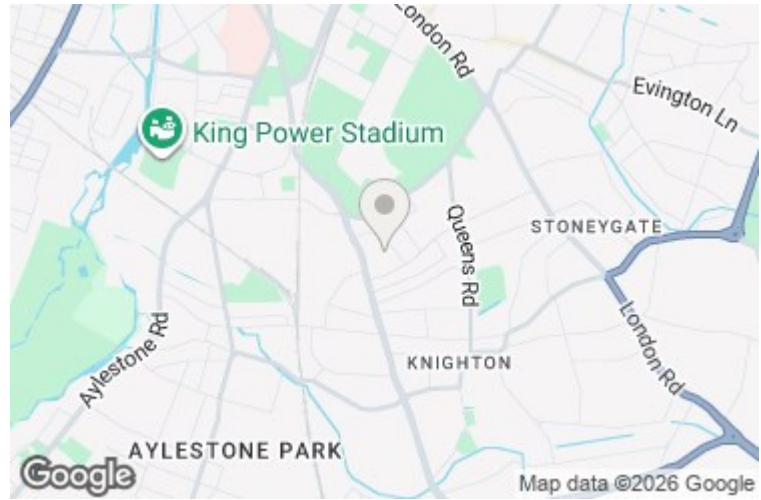 London Rd
Evington Ln
King Power Stadium
Queens Rd
STONEYGATE
Aylestone Rd
London Rd
KNIGHTON
AYLESTONE PARK
Google
Map data ©2026 Google